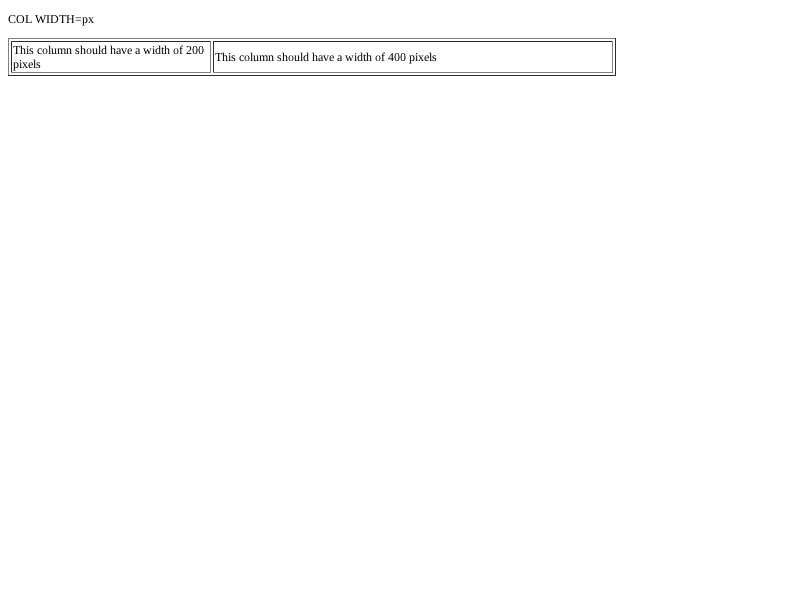 COL WIDTH=px
This column should have a width of 200
pixels
This column should have a width of 400 pixels